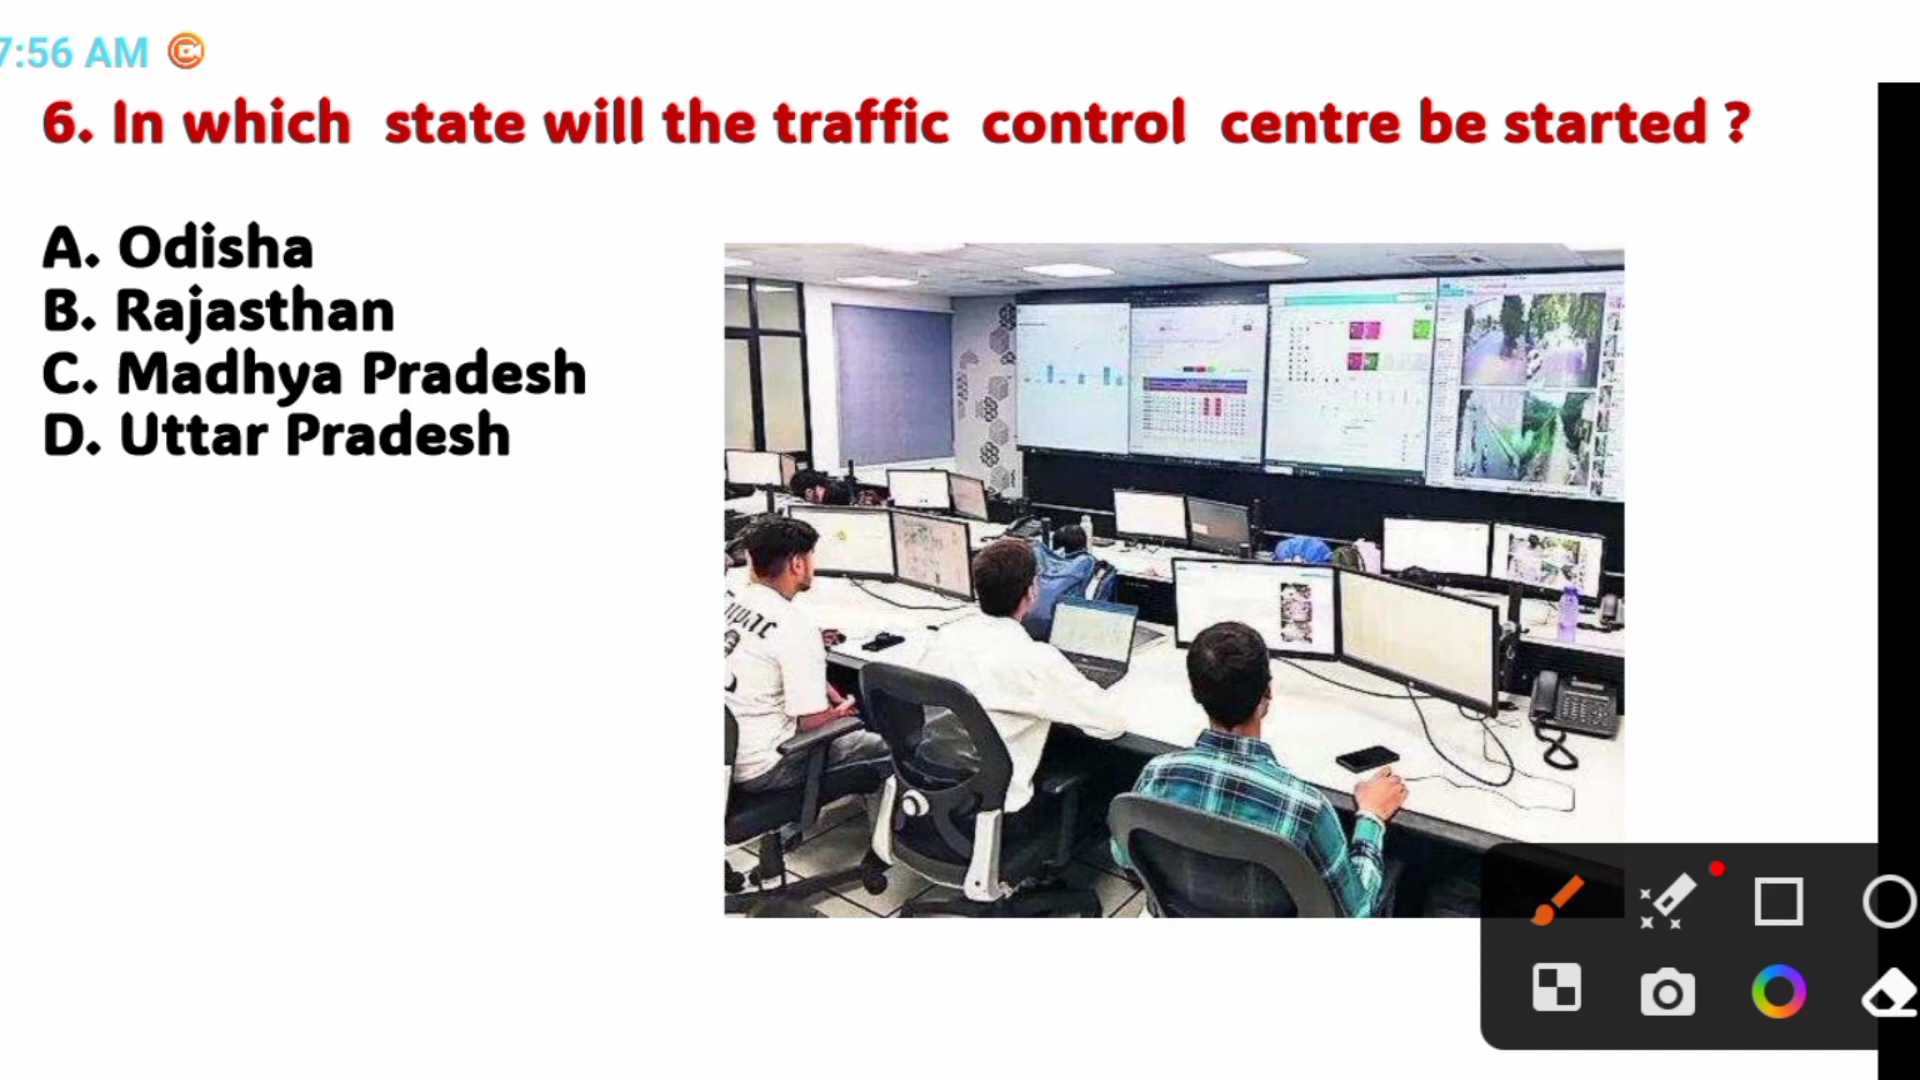 7:56 AM
6. In which state will the traffic control centre be started ?
A. Odisha
B. Rajasthan
C. Madhya Pradesh
D. Uttar Pradesh